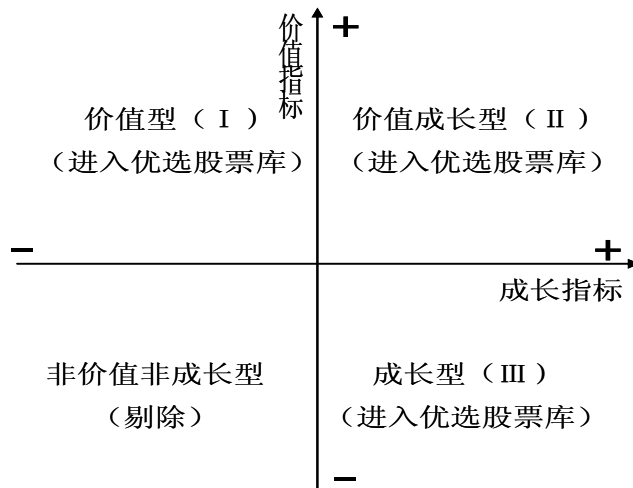 价值指标
+
价值型（Ⅰ）
（进入优选股票库）
价值成长型（Ⅱ）
（进入优选股票库）
−
+
成长指标
非价值非成长型
（剔除）
成长型（Ⅲ）
（进入优选股票库）
−